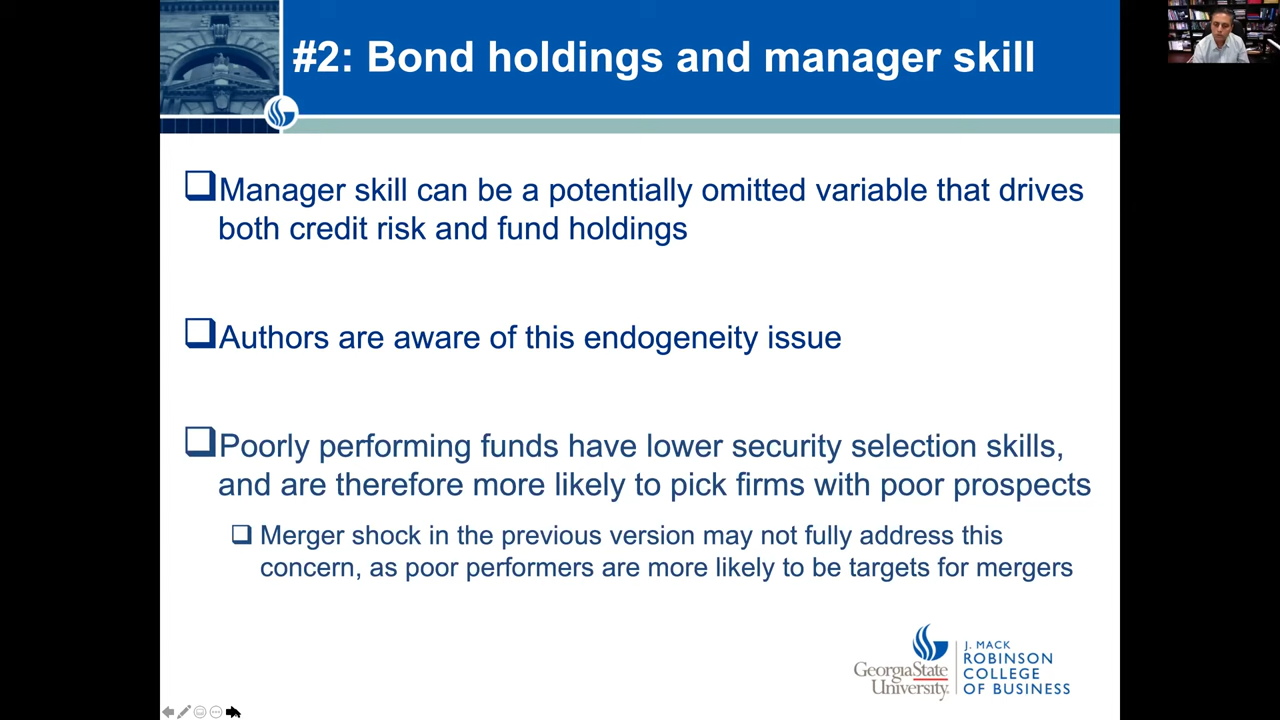 #2: Bond holdings and manager skill
Manager skill can be a potentially omitted variable that drives
both credit risk and fund holdings
Authors are aware of this endogeneity issue
Poorly performing funds have lower security selection skills,
and are therefore more likely to pick firms with poor prospects
Merger shock in the previous version may not fully address this
concern, as poor performers are more likely to be targets for mergers
GeorgiaState
University
J. MACK
ROBINSON
COLLEGE
OF BUSINESS